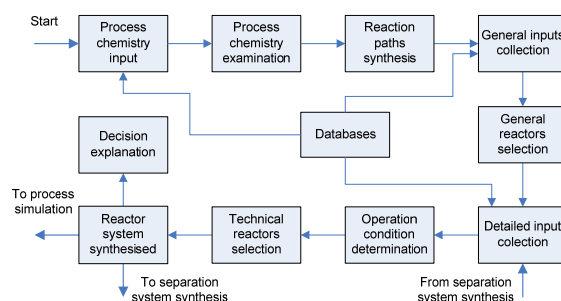 Start
Process
chemistry
input
Process
chemistry
examination
Reaction
paths
synthesis
General inputs
collection
Decision
explanation
Databases
General
reactors
selection
To process
simulation
Reactor
system
synthesised
Technical
reactors
selection
Operation
condition
determination
Detailed input
colection
To separation
system synthesis
From separation
system synthesis